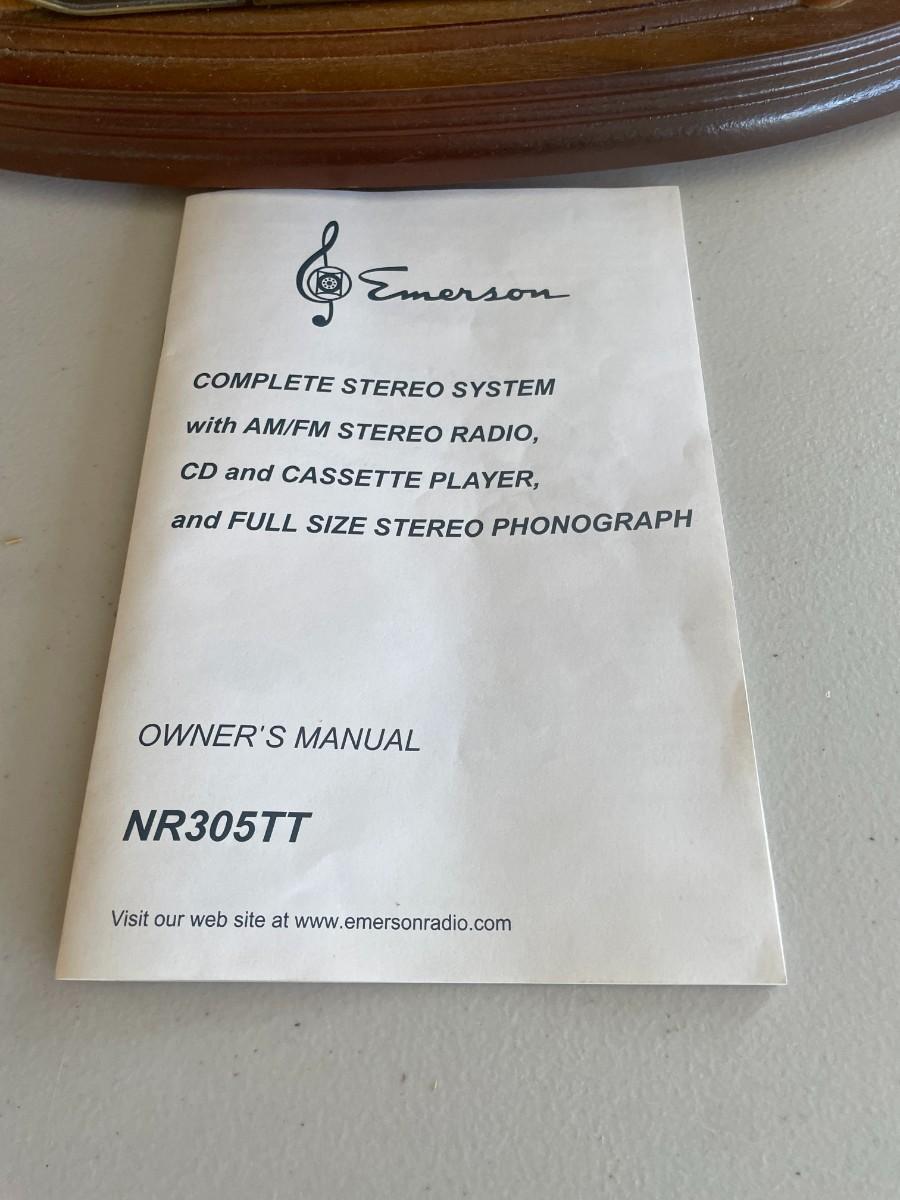 Emerson
COMPLETE STEREO SYSTEM
with AM/FM STEREO RADIO,
CD and CASSETTE PLAYER,
and FULL SIZE STEREO PHONOGRAPH
OWNER'S MANUAL
NR305TT
Visit our web site at www.emersonradio.com